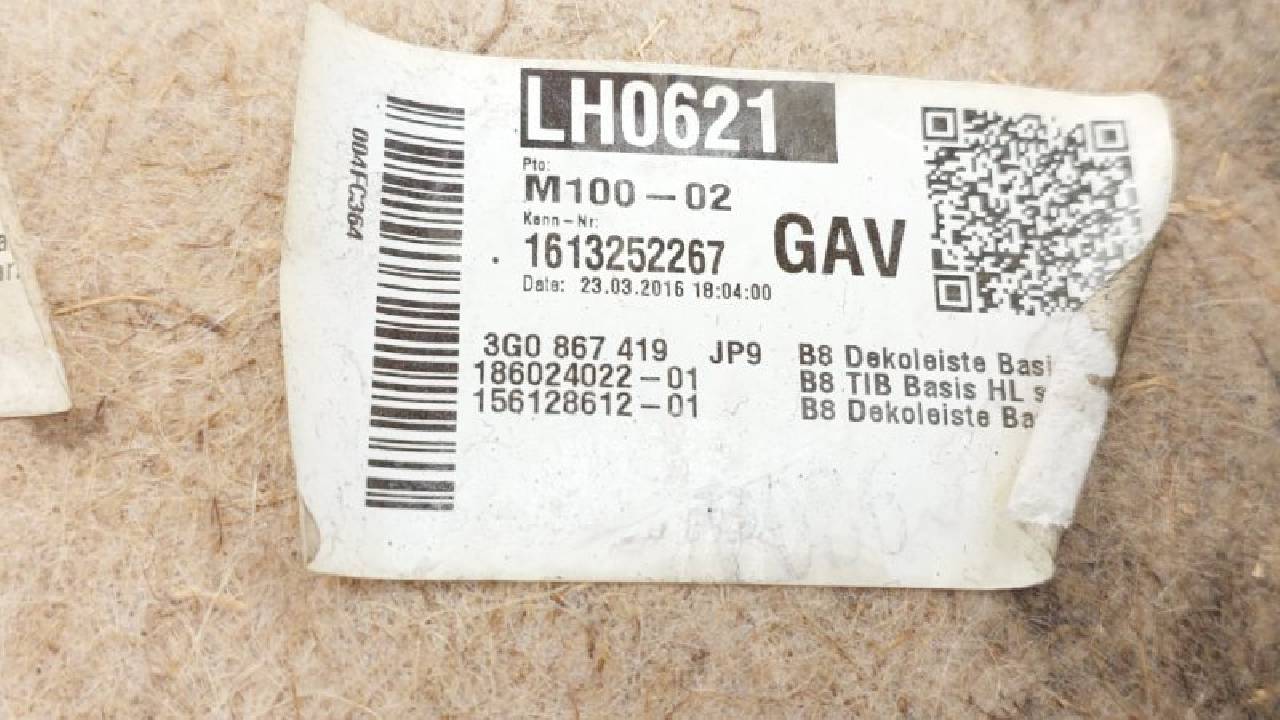 004FC364
LH0621
Pto:
M100-02
Kenn-Nr:
1613252267
GAV
Date: 23.03.2016 18:04:00
3G0 867 419 JP9 B8 Dekoleiste Basi
186024022-01 B8 TIB Basis HL s
156128612-01 B8 Dekoleiste Ba